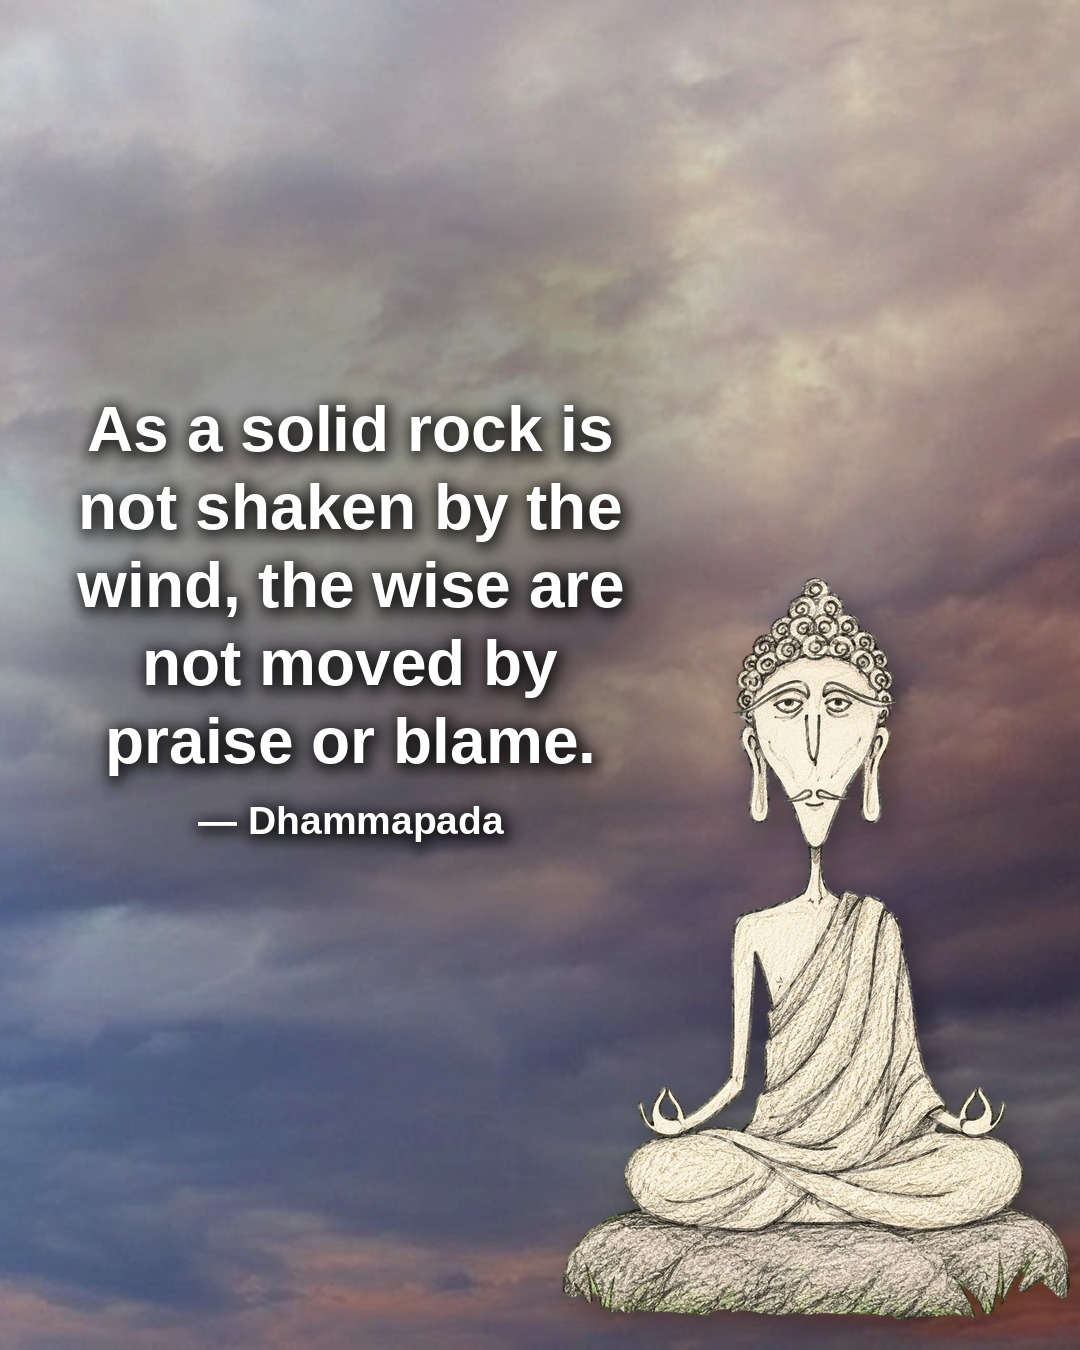 As a solid rock is
not shaken by the
wind, the wise are
not moved by
praise or blame.
— Dhammapada